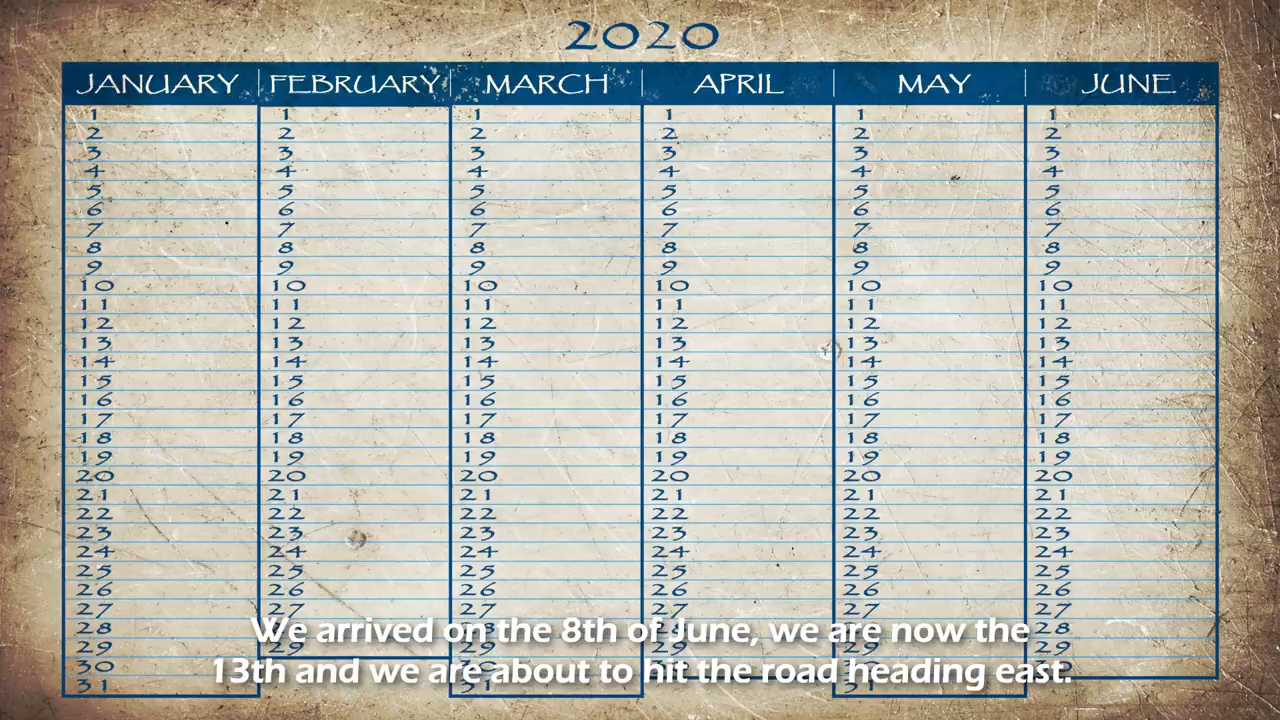 2020
JANUARY FEBRUARY MARCH APRIL MAY JUNE
1 1 1 1 1 1
2 2 2 2 2 2
3 3 3 3 3 3
4 4 4 4 4 4
5 5 5 5 5 5
6 6 6 6 6 6
7 7 7 7 7 7
8 8 8 8 8 8
9 9 9 9 9 9
10 10 10 10 10 10
11 11 11 11 11 11
12 12 12 12 12 12
13 13 13 13 13 13
14 14 14 14 14 14
15 15 15 15 15 15
16 16 16 16 16 16
17 17 17 17 17 17
18 18 18 18 18 18
19 19 19 19 19 19
20 20 20 20 20 20
21 21 21 21 21 21
22 22 22 22 22 22
23 23 23 23 23 23
24 24 24 24 24 24
25 25 25 25 25 25
26 26 26 26 26 26
27 27 27 27 27 27
28 28
29 29 29 29 29 29
30
31 31 31
We arrived on the 8th of June, we are now the
13th and we are about to hit the road heading east.